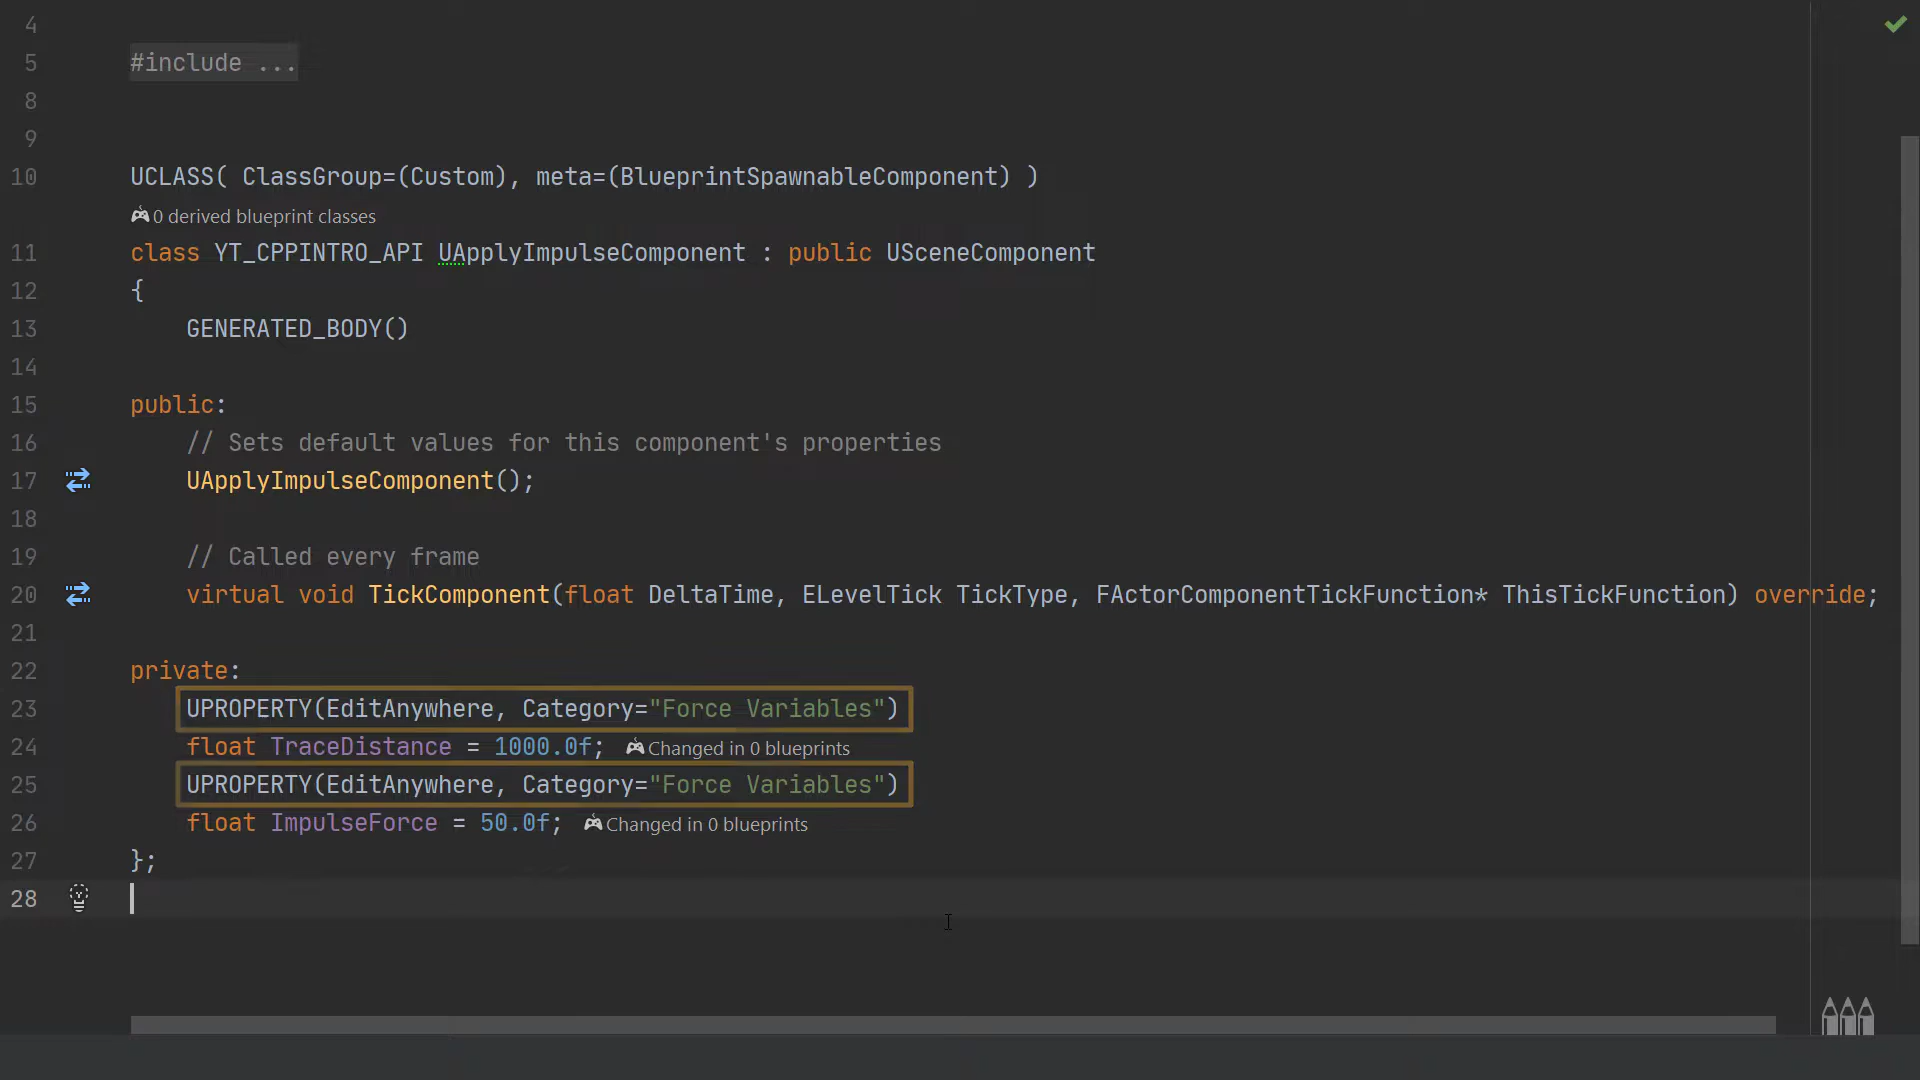 4
5 #include ...
8
9
10 UCLASS( ClassGroup=(Custom), meta=(BlueprintSpawnableComponent) )
0 derived blueprint classes
11 class YT_CPPINTRO_API UApplyImpulseComponent : public USceneComponent
12 {
13 GENERATED_BODY()
14
15 public:
16 // Sets default values for this component's properties
17 UApplyImpulseComponent();
18
19 // Called every frame
20 virtual void TickComponent(float DeltaTime, ELevelTick TickType, FActorComponentTickFunction* ThisTickFunction) override;
21
22 private:
23 UPROPERTY(EditAnywhere, Category="Force Variables")
24 float TraceDistance = 1000.0f; Changed in 0 blueprints
25 UPROPERTY(EditAnywhere, Category="Force Variables")
26 float ImpulseForce = 50.0f; Changed in 0 blueprints
27 };
28